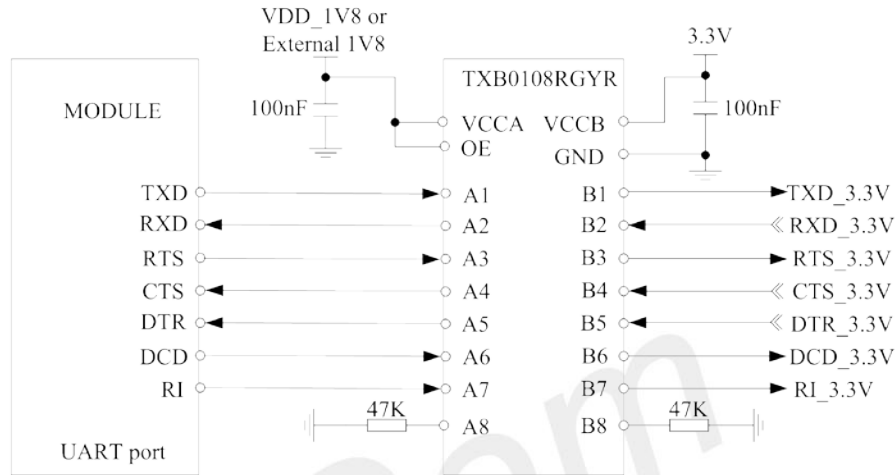 VDD_1V8 or
External 1V8
3.3V
TXB0108RGYR
MODULE
100nF
100nF
VCCA VCCB
OE
GND
TXD A1 B1 TXD_3.3V
RXD A2 B2 RXD_3.3V
RTS A3 B3 RTS_3.3V
CTS A4 B4 CTS_3.3V
DTR A5 B5 DTR_3.3V
DCD A6 B6 DCD_3.3V
RI A7 B7 RI_3.3V
47K A8 B8 47K
UART port